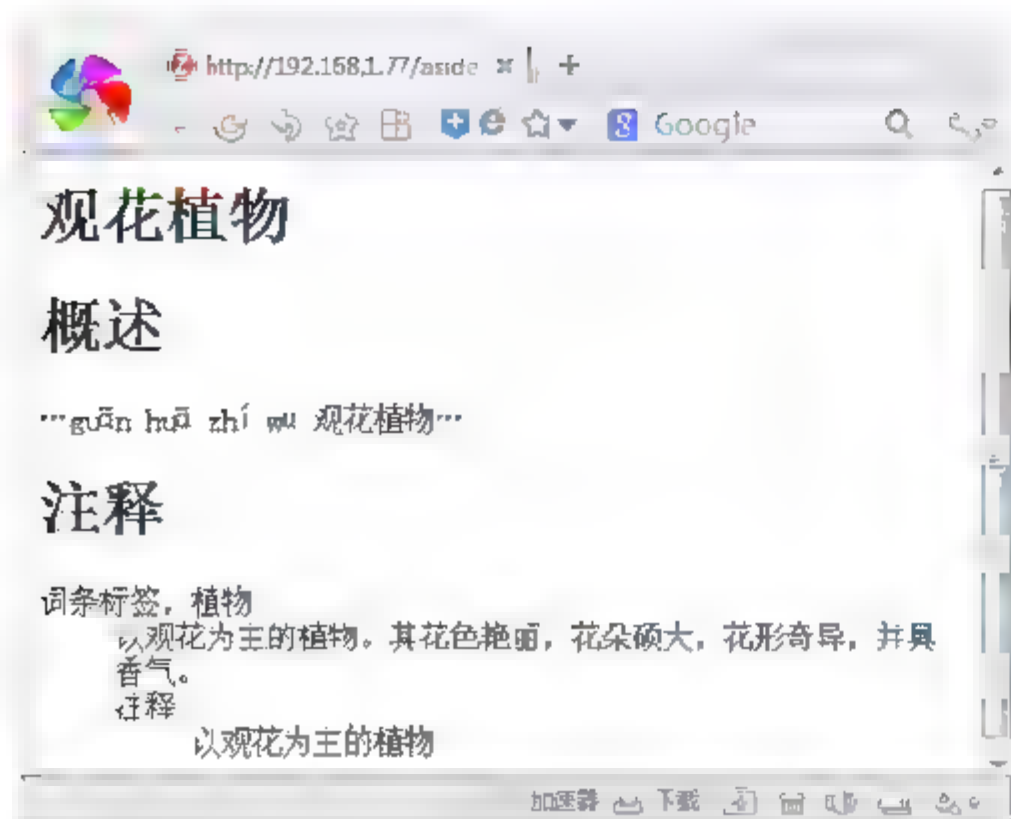 http://192.168.1.77/aside
Google
观花植物
概述
…guān huā zhí wu 观花植物…
注释
词条标签,植物
以观花为主的植物。其花色艳丽,花朵硕大,花形奇异,并具
香气。
注释
以观花为主的植物
加速器 下载